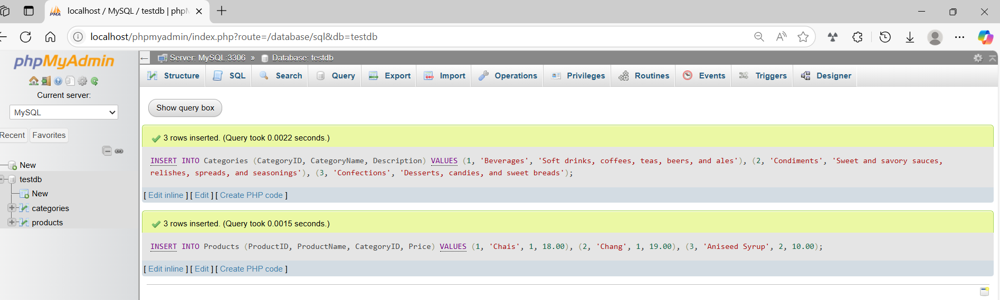 localhost / MySQL / testdb | php
localhost/phpmyadmin/index.php?route=/database/sql&db=testdb
phpMyAdmin
Current server:
MySQL
Recent
Favorites
New
testdb
New
categories
products
Server: MySQL:3306 » Database: testdb
Structure
SQL
Search
Query
Export
Import
Operations
Privileges
Routines
Events
Triggers
Designer
Show query box
3 rows inserted. (Query took 0.0022 seconds.)
INSERT INTO Categories (CategoryID, CategoryName, Description) VALUES (1, 'Beverages', 'Soft drinks, coffees, teas, beers, and ales'), (2, 'Condiments', 'Sweet and savory sauces,
relishes, spreads, and seasonings'), (3, 'Confections', 'Desserts, candies, and sweet breads');
[ Edit inline ] [ Edit ] [ Create PHP code ]
3 rows inserted. (Query took 0.0015 seconds.)
INSERT INTO Products (ProductID, ProductName, CategoryID, Price) VALUES (1, 'Chais', 1, 18.00), (2, 'Chang', 1, 19.00), (3, 'Aniseed Syrup', 2, 10.00);
[ Edit inline ] [ Edit ] [ Create PHP code ]